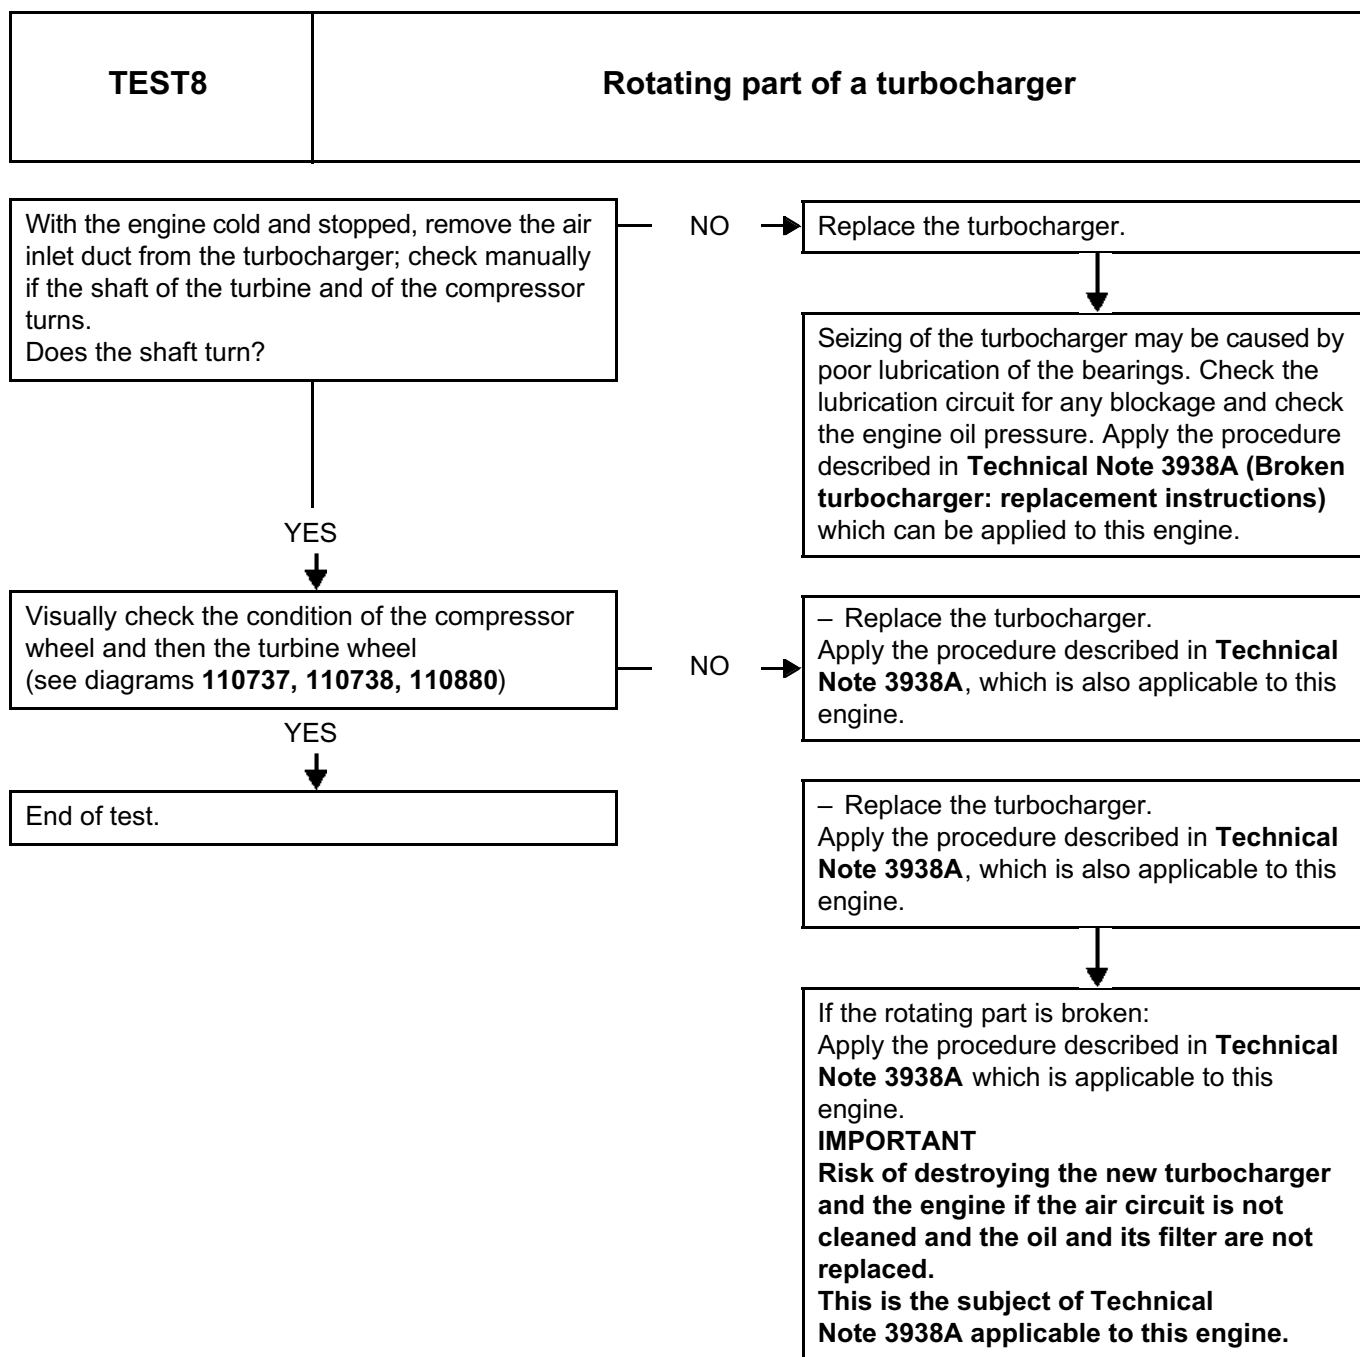 TEST8
Rotating part of a turbocharger
With the engine cold and stopped, remove the air
inlet duct from the turbocharger; check manually
if the shaft of the turbine and of the compressor
turns.
Does the shaft turn?
NO
Replace the turbocharger.
Seizing of the turbocharger may be caused by
poor lubrication of the bearings. Check the
lubrication circuit for any blockage and check
the engine oil pressure. Apply the procedure
described in Technical Note 3938A (Broken
turbocharger: replacement instructions)
which can be applied to this engine.
YES
Visually check the condition of the compressor
wheel and then the turbine wheel
(see diagrams 110737, 110738, 110880)
NO
– Replace the turbocharger.
Apply the procedure described in Technical
Note 3938A, which is also applicable to this
engine.
YES
End of test.
– Replace the turbocharger.
Apply the procedure described in Technical
Note 3938A, which is also applicable to this
engine.
If the rotating part is broken:
Apply the procedure described in Technical
Note 3938A which is applicable to this
engine.
IMPORTANT
Risk of destroying the new turbocharger
and the engine if the air circuit is not
cleaned and the oil and its filter are not
replaced.
This is the subject of Technical
Note 3938A applicable to this engine.